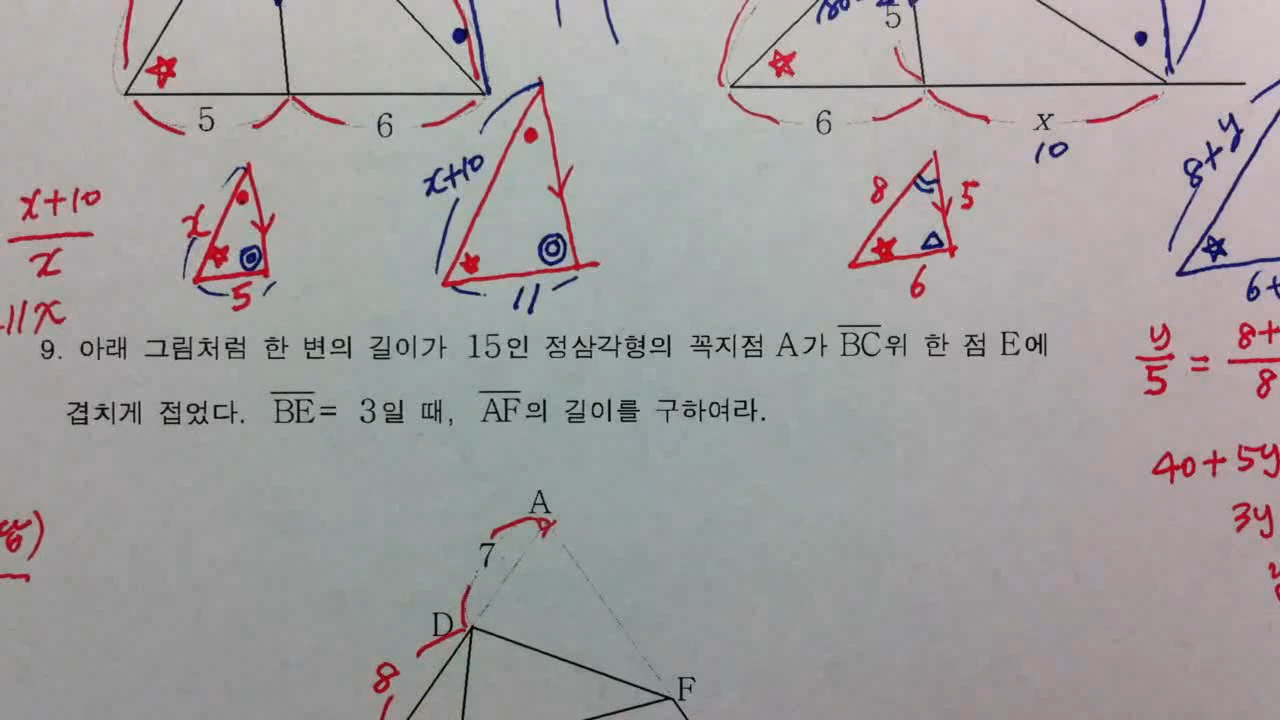 5
5 6
6 x
10
x+10
8 5
8+y
x+10
x
x
5
11
6
6+
11x
9. 아래 그림처럼 한 변의 길이가 15인 정삼각형의 꼭지점 A가 BC위 한 점 E에
겹치게 접었다. BE= 3일 때, AF의 길이를 구하여라.
y/5 = 8+/8
40+5y
3y
A
7
D
8
F